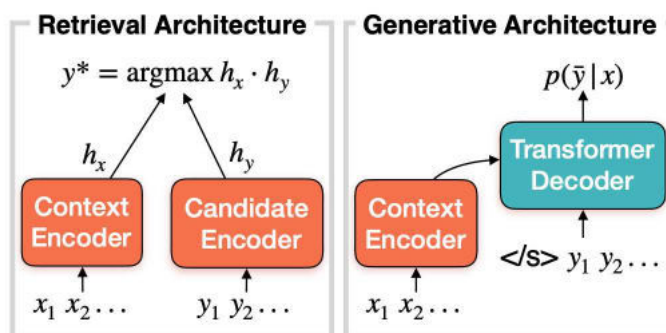 Retrieval Architecture
y* = argmax h_x · h_y
h_x
h_y
Context
Encoder
Candidate
Encoder
x_1 x_2 ...
y_1 y_2 ...
Generative Architecture
p(ȳ | x)
Transformer
Decoder
Context
Encoder
</s> y_1 y_2 ...
x_1 x_2 ...